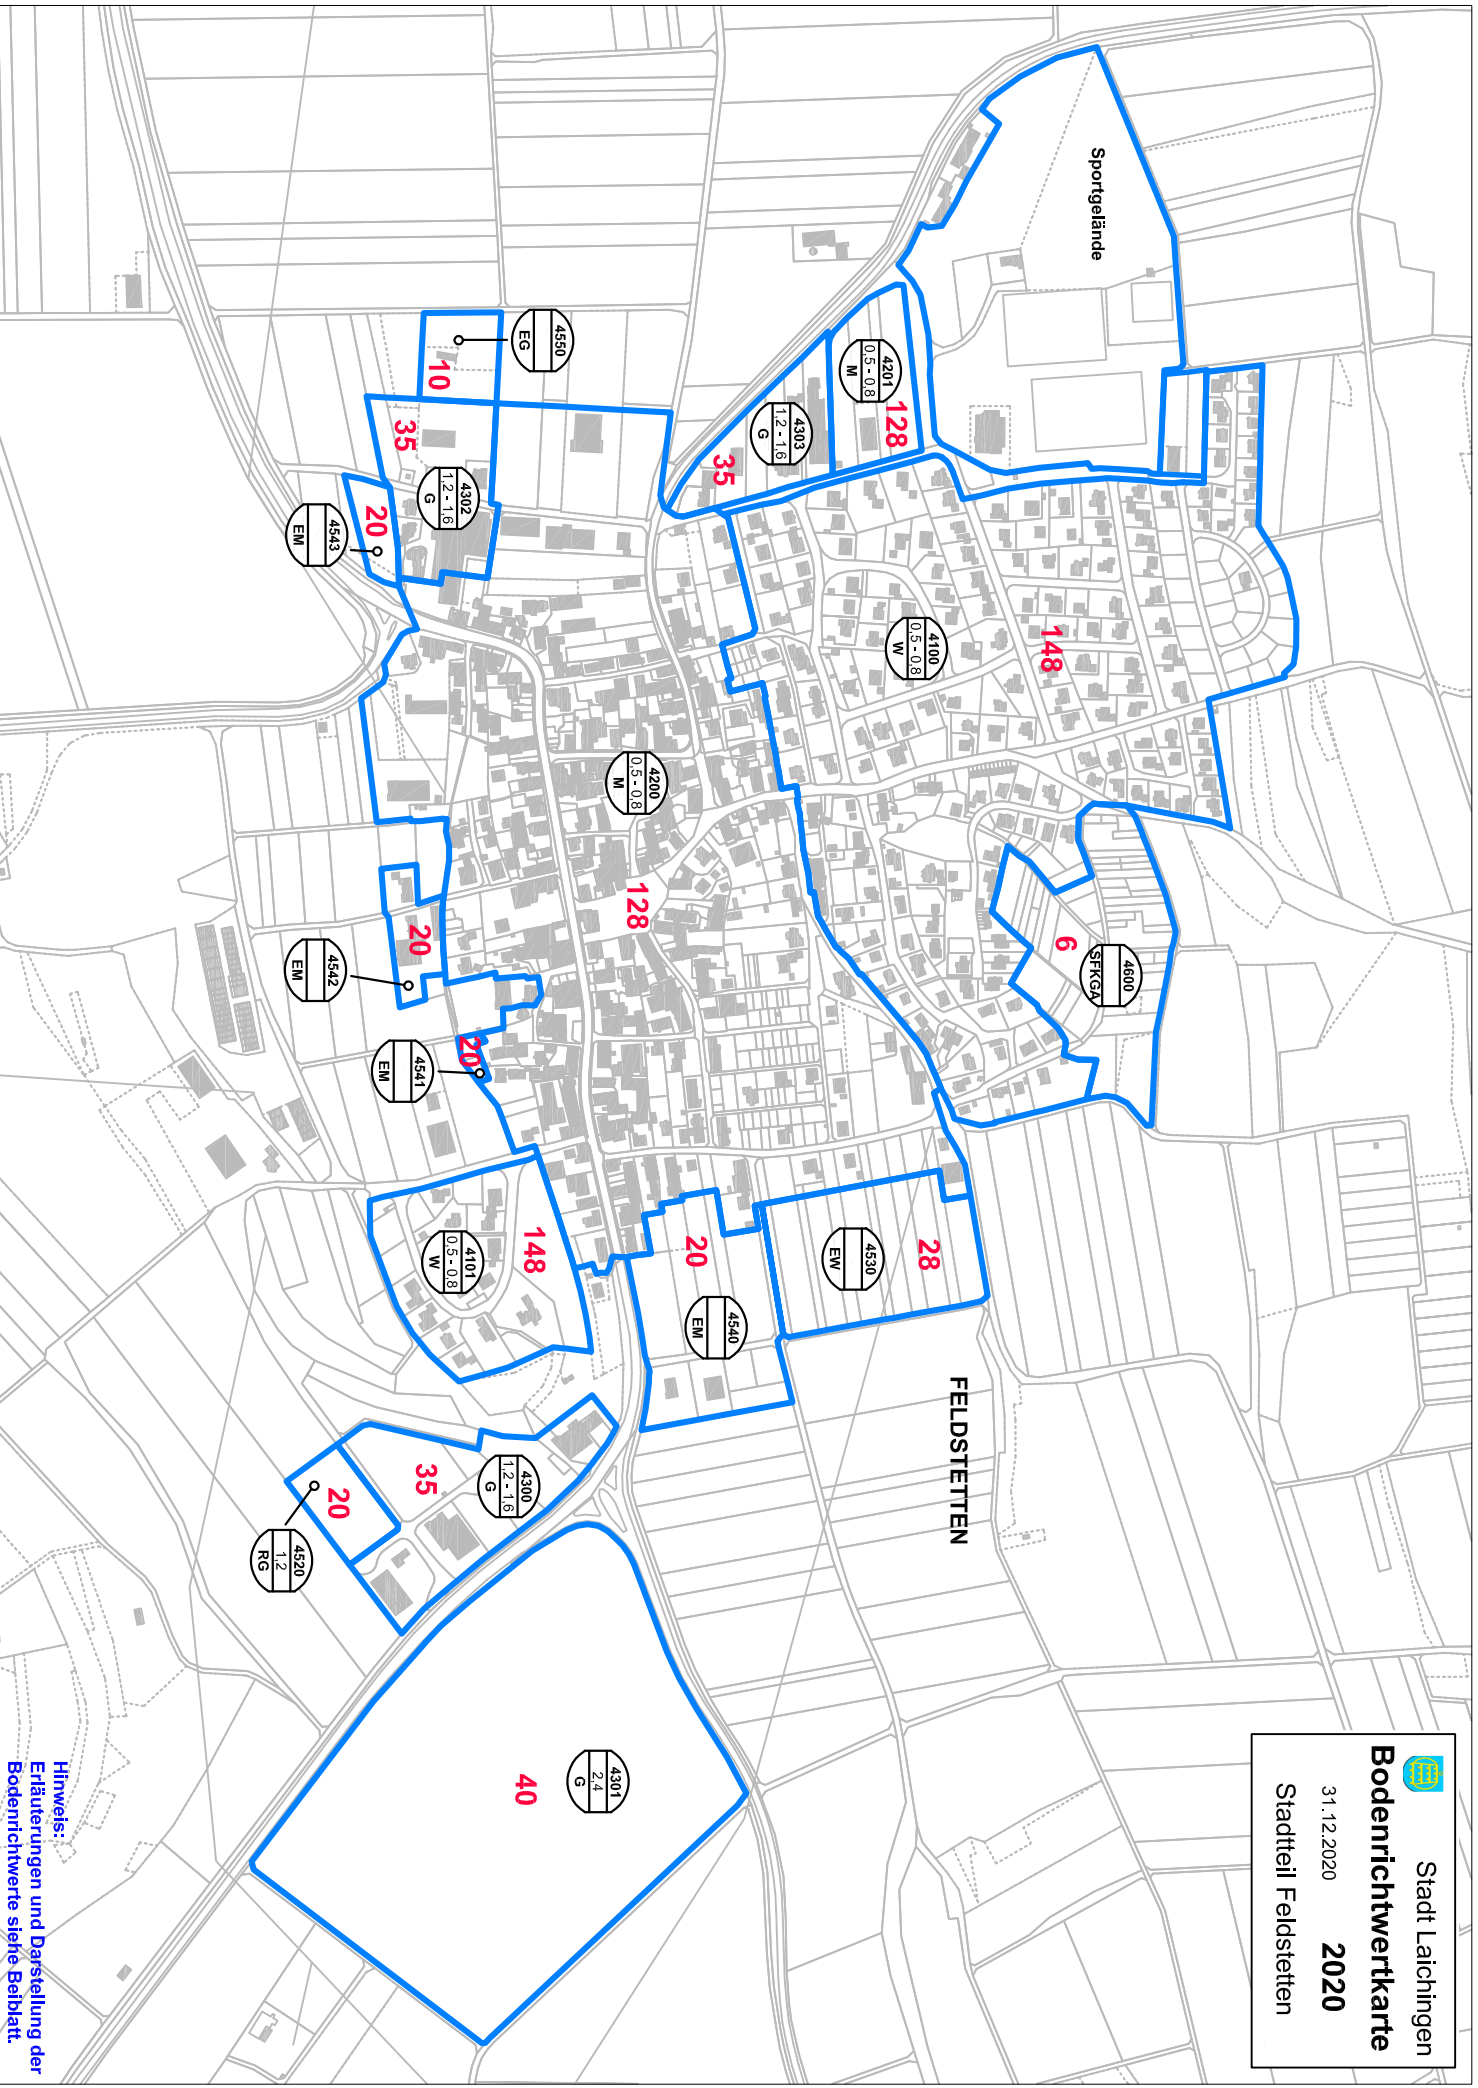 Stadt Laichingen
Bodenrichtwertkarte
31.12.2020 2020
Stadtteil Feldstetten
Sportgelände
148
4100
0,5 - 0,8
W
6
4600
SFKGA
128
4201
0,5 - 0,8
M
35
4303
1,2 - 1,6
G
FELDSTETTEN
28
4530
EW
20
4540
EM
4200
0,5 - 0,8
M
128
4550
EG
10
35
4302
1,2 - 1,6
G
20
4543
EM
20
4542
EM
20
4541
EM
148
4101
0,5 - 0,8
W
4300
1,2 - 1,6
G
35
20
4520
1,2
RG
4301
2,4
G
40
Hinweis:
Erläuterungen und Darstellung der
Bodenrichtwerte siehe Beiblatt.